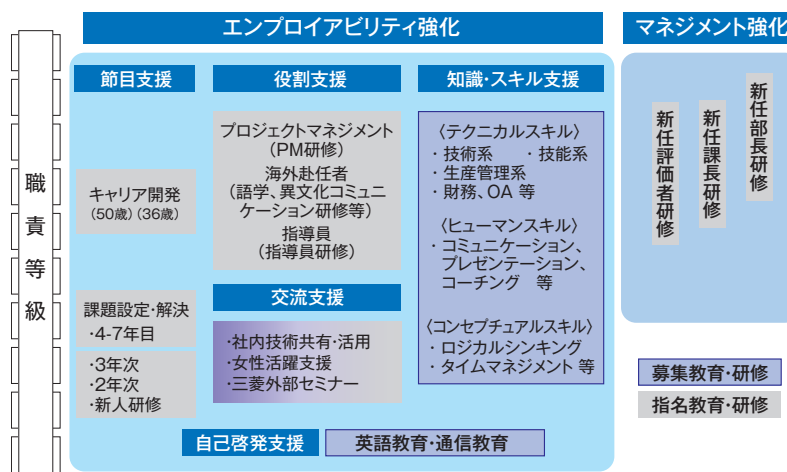 エンプロイアビリティ強化
マネジメント強化
職責等級
節目支援
キャリア開発
(50歳)(36歳)
課題設定・解決
・4-7年目
・3年次
・2年次
・新人研修
役割支援
プロジェクトマネジメント
(PM研修)
海外赴任者
(語学、異文化コミュニ
ケーション研修等)
指導員
(指導員研修)
交流支援
・社内技術共有・活用
・女性活躍支援
・三菱外部セミナー
知識・スキル支援
〈テクニカルスキル〉
・技術系 ・技能系
・生産管理系
・財務、OA 等
〈ヒューマンスキル〉
・コミュニケーション、
プレゼンテーション、
コーチング 等
〈コンセプチュアルスキル〉
・ロジカルシンキング
・タイムマネジメント 等
自己啓発支援
英語教育・通信教育
新任評価者研修
新任課長研修
新任部長研修
募集教育・研修
指名教育・研修